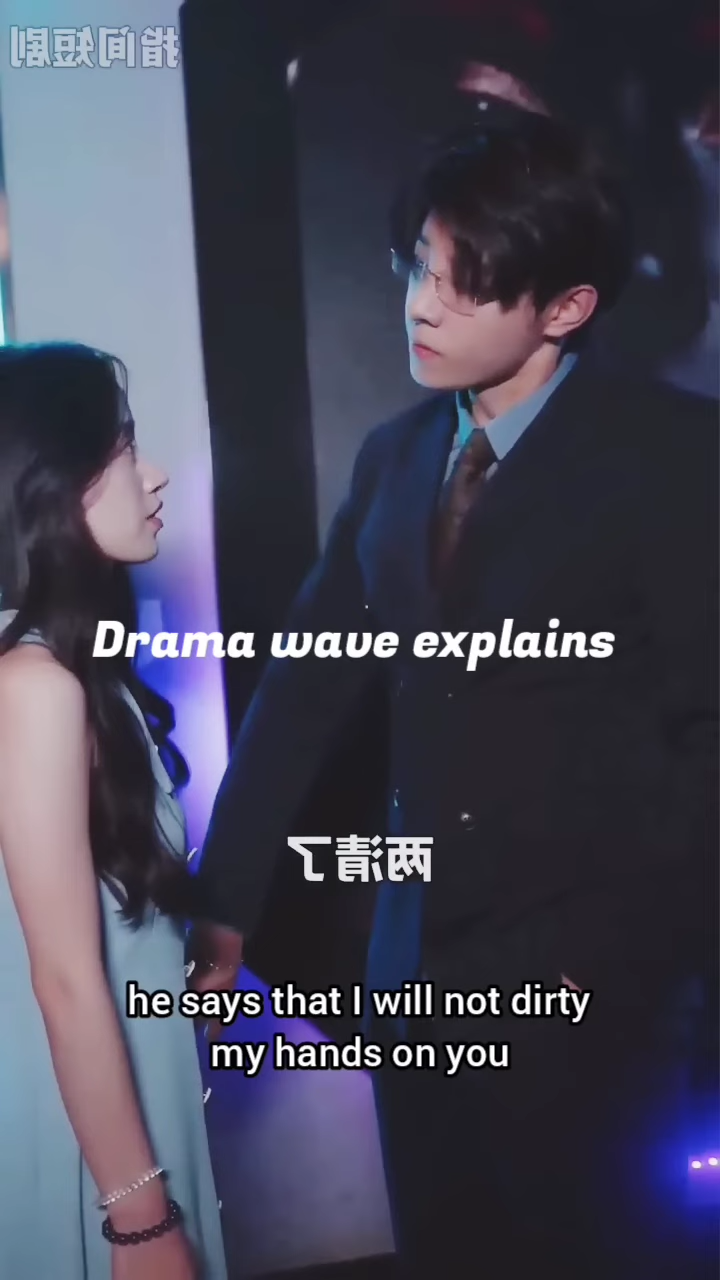 指间短剧
Drama wave explains
两清了
he says that I will not dirty
my hands on you